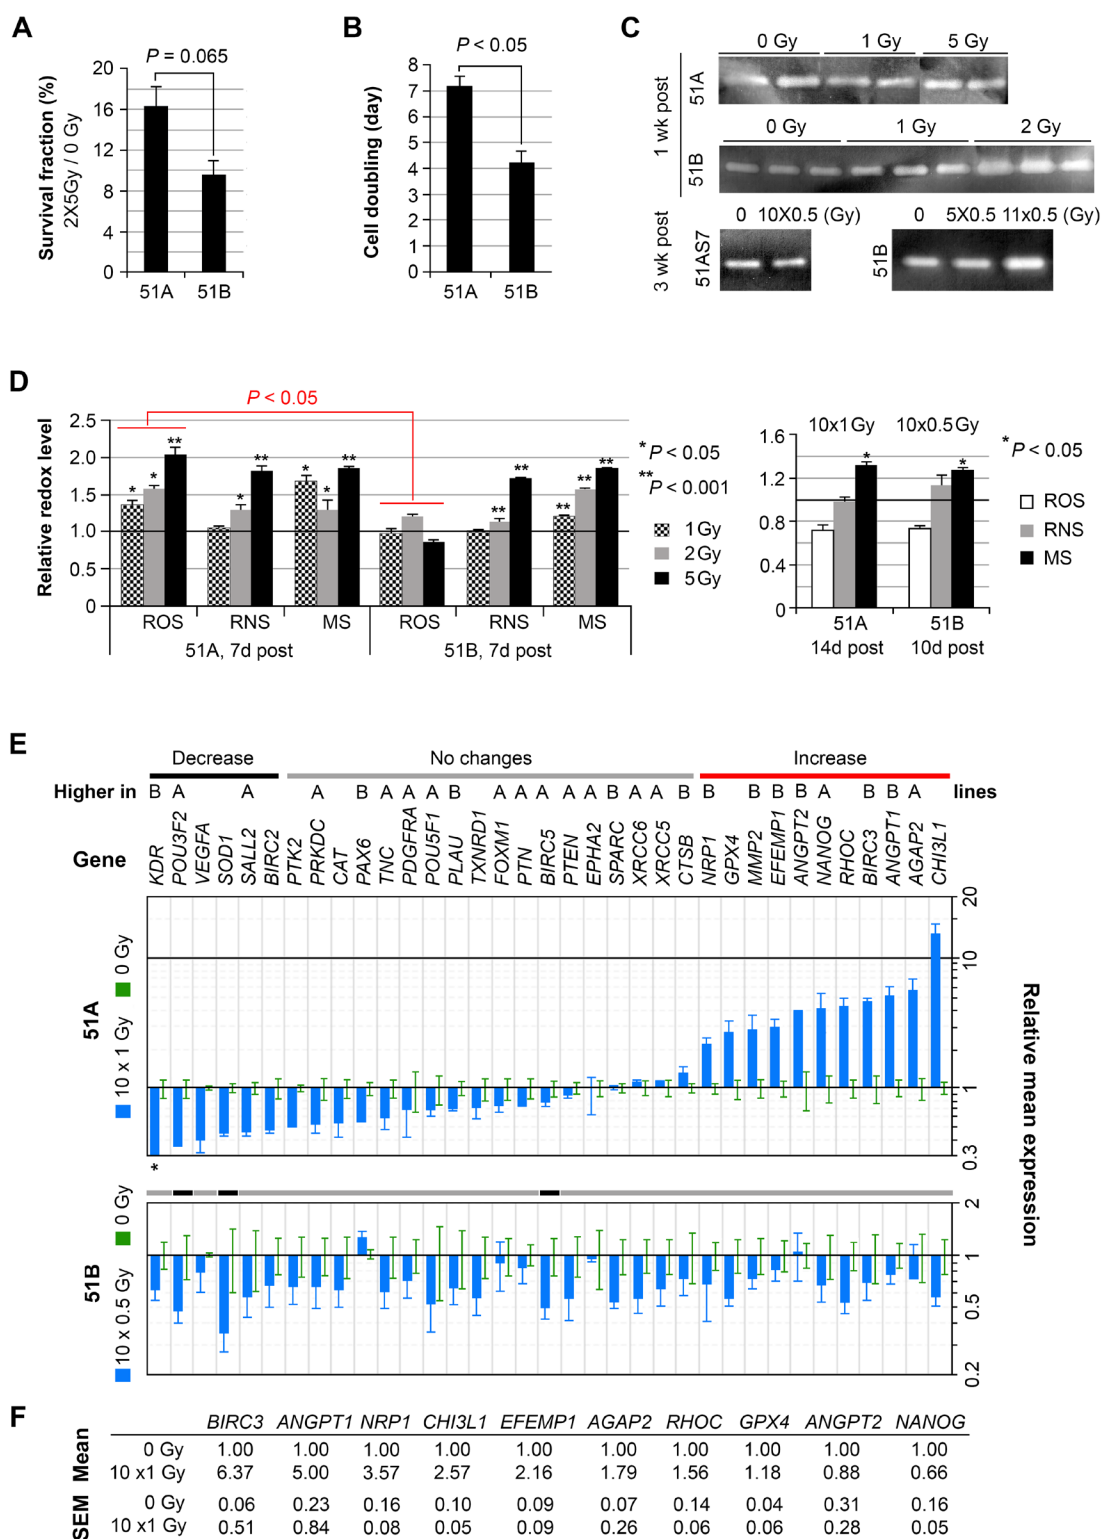 A
P = 0.065
Survival fraction (%)
2X5Gy / 0 Gy
20
16
12
8
4
0
51A 51B
B
P < 0.05
Cell doubling (day)
8
7
6
5
4
3
2
1
0
51A 51B
C
0 Gy 1 Gy 5 Gy
51A
1 wk post
0 Gy 1 Gy 2 Gy
51B
3 wk post
0 10X0.5 (Gy)
51AS7
0 5X0.5 11x0.5 (Gy)
51B
D
P < 0.05
Relative redox level
2.5
2.0
1.5
1.0
0.5
0
* * ** * ** * * ** ** ** ** ** **
ROS RNS MS ROS RNS MS
51A, 7d post 51B, 7d post
*P < 0.05
**P < 0.001
1 Gy
2 Gy
5 Gy
10x1 Gy 10x0.5 Gy
1.6
1.2
0.8
0.4
0
* *
51A 51B
14d post 10d post
*P < 0.05
ROS
RNS
MS
E
Decrease No changes Increase
Higher in B A A A B A A A B A A A A A B A A B B B B B A B B A lines
Gene KDR POU3F2 VEGFA SOD1 SALL2 BIRC2 PTK2 PRKDC CAT PAX6 TNC PDGFRA POU5F1 PLAU TXNRD1 FOXM1 PTN BIRC5 PTEN EPHA2 SPARC XRCC6 XRCC5 CTSB NRP1 GPX4 MMP2 EFEMP1 ANGPT2 NANOG RHOC BIRC3 ANGPT1 AGAP2 CHI3L1
51A
10 x 1 Gy 0 Gy
20
10
1
0.3
*
Relative mean expression
51B
10 x 0.5 Gy 0 Gy
2
1
0.5
0.2
F
BIRC3 ANGPT1 NRP1 CHI3L1 EFEMP1 AGAP2 RHOC GPX4 ANGPT2 NANOG
Mean
0 Gy 1.00 1.00 1.00 1.00 1.00 1.00 1.00 1.00 1.00 1.00
10 x1 Gy 6.37 5.00 3.57 2.57 2.16 1.79 1.56 1.18 0.88 0.66
SEM
0 Gy 0.06 0.23 0.16 0.10 0.09 0.07 0.14 0.04 0.31 0.16
10 x1 Gy 0.51 0.84 0.08 0.05 0.09 0.26 0.06 0.06 0.28 0.05